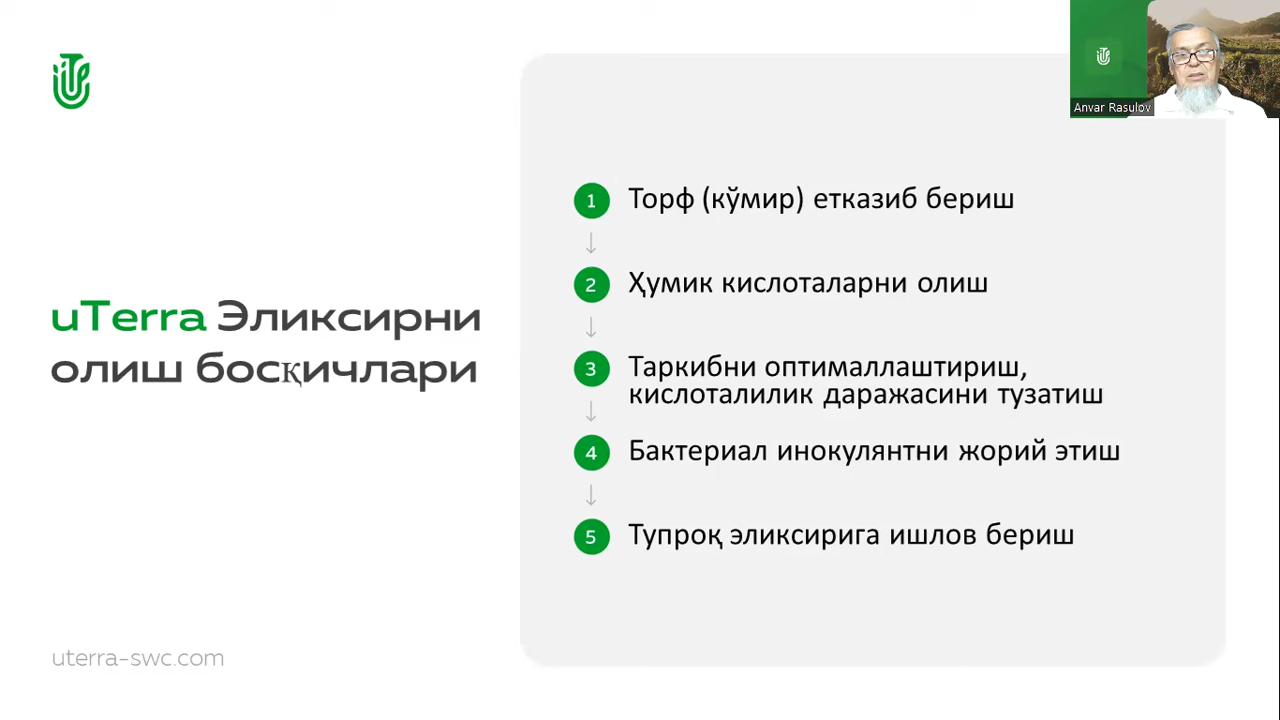 Anvar Rasulov
uTerra Эликсирни
олиш босқичлари
1 Торф (кўмир) етказиб бериш
2 Ҳумик кислоталарни олиш
3 Таркибни оптималлаштириш,
кислоталилик даражасини тузатиш
4 Бактериал инокулянтни жорий этиш
5 Тупроқ эликсирига ишлов бериш
uterra-swc.com